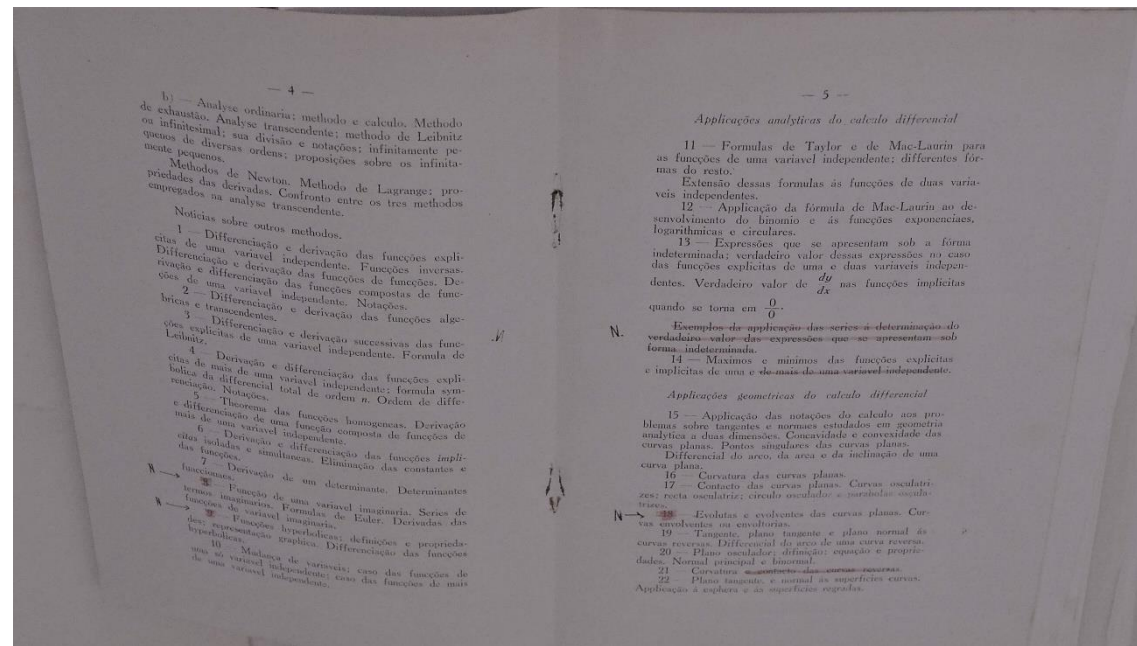 — 4 —
b) — Analyse ordinaria; methodo e calculo. Methodo
de exhaustão. Analyse transcendente; methodo de Leibnitz
ou infinitesimal; sua divisão e notações; infinitamente pe-
quenos de diversas ordens; proposições sobre os infinita-
mente pequenos.
Methodos de Newton. Methodo de Lagrange; pro-
priedades das derivadas. Confronto entre os tres methodos
empregados na analyse transcendente.
Noticias sobre outros methodos.
1 — Differenciação e derivação das funcções expli-
citas de uma variavel independente. Funcções inversas.
Differenciação e derivação das funcções de funcções. De-
rivação e differenciação das funcções compostas de func-
ções de uma variavel independente. Notações.
2 — Differenciação e derivação das funcções alge-
bricas e transcendentes.
3 — Differenciação e derivação successivas das func-
ções explicitas de uma variavel independente. Formula de
Leibnitz.
4 — Derivação e differenciação das funcções expli-
citas de mais de uma variavel independente; formula sym-
bolica da differencial total de ordem n. Ordem de diffe-
renciação. Notações.
5 — Theorema das funcções homogeneas. Derivação
e differenciação de uma funcção composta de funcções de
mais de uma variavel independente.
6 — Derivação e differenciação das funcções impli-
citas isoladas e simultaneas. Eliminação das constantes e
das funcções.
7 — Derivação de um determinante. Determinantes
funccionaes.
N → 8 — Funcção de uma variavel imaginaria. Series de
termos imaginarios. Formulas de Euler. Derivadas das
funcções de variavel imaginaria.
N → 9 — Funcções hyperbolicas; definições e proprieda-
des; representação graphica. Differenciação das funcções
hyperbolicas.
10 — Mudança de variaveis; caso das funcções de
uma só variavel independente; caso das funcções de mais
de uma variavel independente.
— 5 —
Applicações analyticas do calculo differencial
11 — Formulas de Taylor e de Mac-Laurin para
as funcções de uma variavel independente; differentes fór-
mas do resto.
Extensão dessas formulas ás funcções de duas varia-
veis independentes.
12 — Applicação da fórmula de Mac-Laurin ao de-
senvolvimento do binomio e ás funcções exponenciaes,
logarithmicas e circulares.
13 — Expressões que se apresentam sob a fórma
indeterminada; verdadeiro valor dessas expressões no caso
das funcções explicitas de uma e duas variaveis indepen-
dentes. Verdadeiro valor de dy/dx nas funcções implicitas
quando se torna em 0/0.
N. Exemplos da applicação das series á determinação do
verdadeiro valor das expressões que se apresentam sob
forma indeterminada.
14 — Maximos e minimos das funcções explicitas
e implicitas de uma e de mais de uma variavel independente.
Applicações geometricas do calculo differencial
15 — Applicação das notações do calculo aos pro-
blemas sobre tangentes e normaes estudados em geometria
analytica a duas dimensões. Concavidade e convexidade das
curvas planas. Pontos singulares das curvas planas.
Differencial do arco, da area e da inclinação de uma
curva plana.
16 — Curvatura das curvas planas.
17 — Contacto das curvas planas. Curvas osculatri-
zes; recta osculatriz; circulo osculador e parabolas oscula-
trizes.
N → 18 — Evolutas e evolventes das curvas planas. Cur-
vas envolventes ou envoltorias.
19 — Tangente, plano tangente e plano normal ás
curvas reversas. Differencial do arco de uma curva reversa.
20 — Plano osculador; difinição; equação e proprie-
dades. Normal principal e binormal.
21 — Curvatura e contacto das curvas reversas.
22 — Plano tangente, e normal ás superficies curvas.
Applicação á esphera e ás superficies regradas.